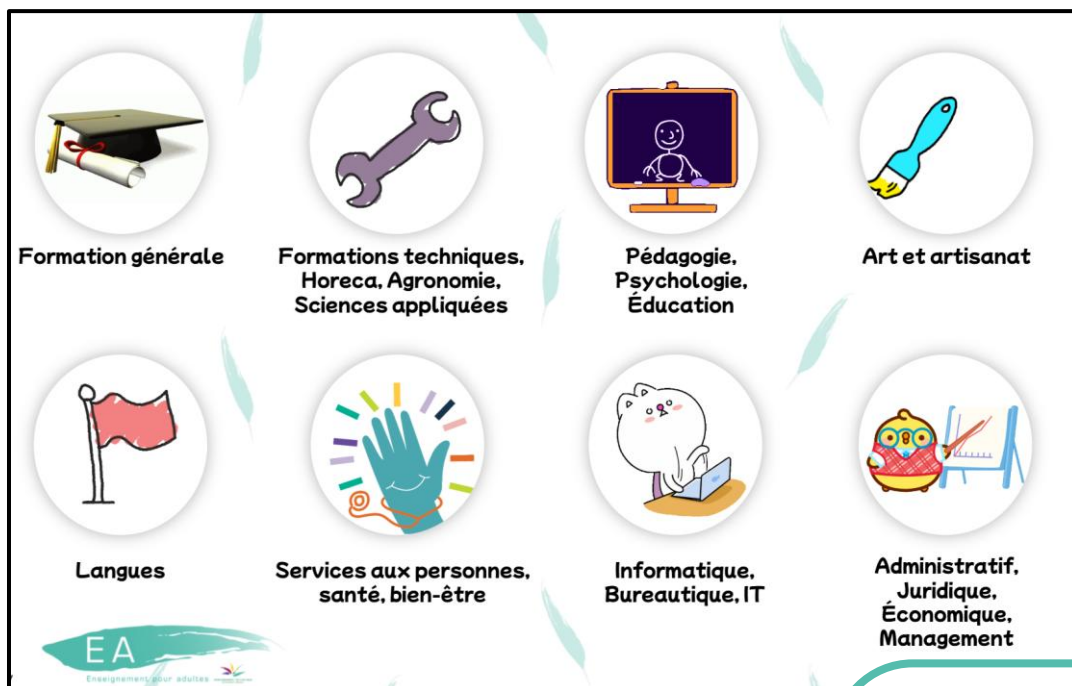 Formation générale
Formations techniques,
Horeca, Agronomie,
Sciences appliquées
Pédagogie,
Psychologie,
Éducation
Art et artisanat
Langues
Services aux personnes,
santé, bien-être
Informatique,
Bureautique, IT
Administratif,
Juridique,
Économique,
Management
EA
Enseignement pour adultes